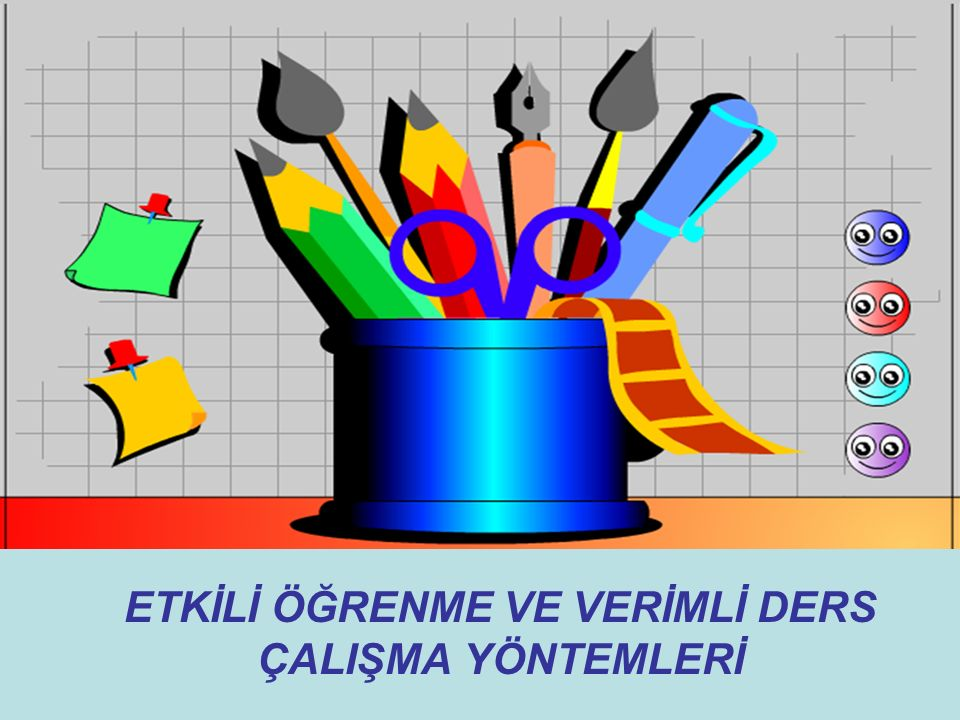 ETKİLİ ÖĞRENME VE VERİMLİ DERS
ÇALIŞMA YÖNTEMLERİ